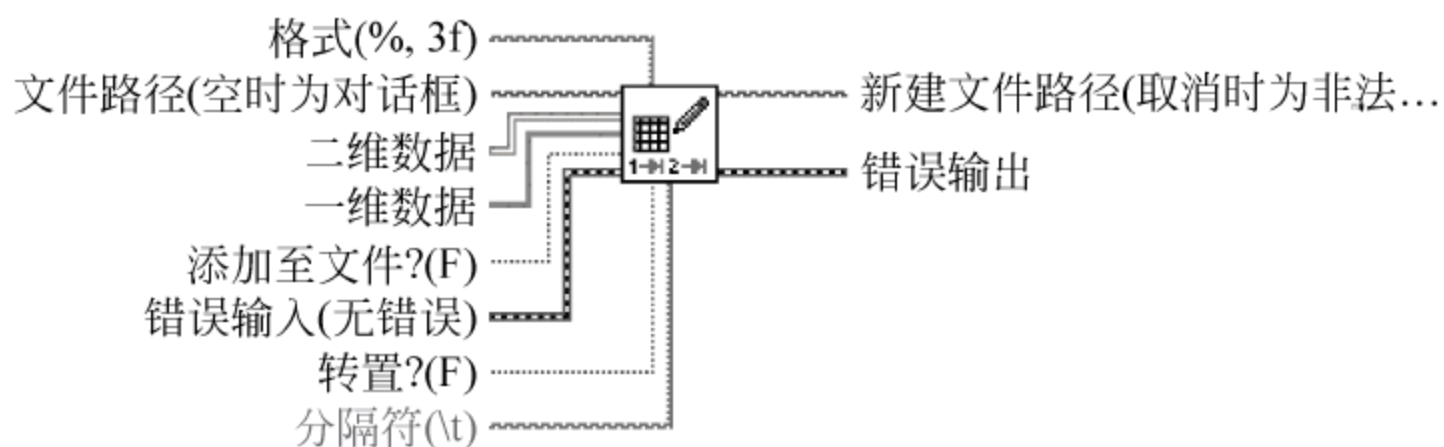 格式(%, 3f)
文件路径(空时为对话框)
新建文件路径(取消时为非法…
二维数据
1 2
错误输出
一维数据
添加至文件?(F)
错误输入(无错误)
转置?(F)
分隔符(\t)